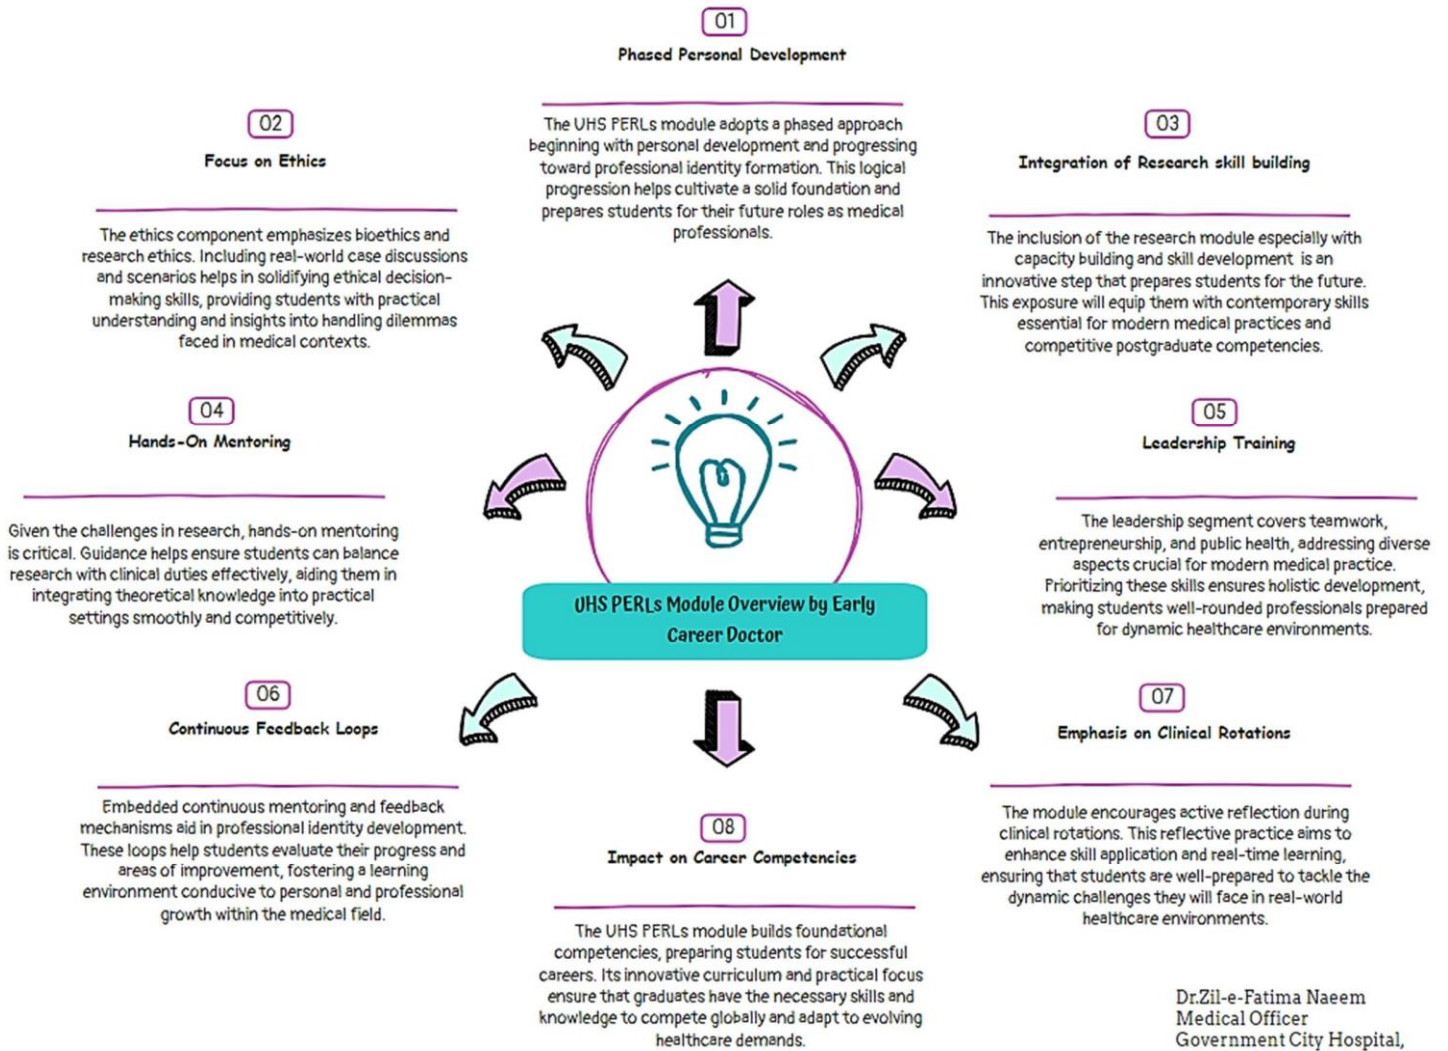 01
Phased Personal Development
The UHS PERLs module adopts a phased approach
beginning with personal development and progressing
toward professional identity formation. This logical
progression helps cultivate a solid foundation and
prepares students for their future roles as medical
professionals.
02
Focus on Ethics
The ethics component emphasizes bioethics and
research ethics. Including real-world case discussions
and scenarios helps in solidifying ethical decision-
making skills, providing students with practical
understanding and insights into handling dilemmas
faced in medical contexts.
03
Integration of Research skill building
The inclusion of the research module especially with
capacity building and skill development is an
innovative step that prepares students for the future.
This exposure will equip them with contemporary skills
essential for modern medical practices and
competitive postgraduate competencies.
04
Hands-On Mentoring
Given the challenges in research, hands-on mentoring
is critical. Guidance helps ensure students can balance
research with clinical duties effectively, aiding them in
integrating theoretical knowledge into practical
settings smoothly and competitively.
05
Leadership Training
The leadership segment covers teamwork,
entrepreneurship, and public health, addressing diverse
aspects crucial for modern medical practice.
Prioritizing these skills ensures holistic development,
making students well-rounded professionals prepared
for dynamic healthcare environments.
UHS PERLs Module Overview by Early
Career Doctor
06
Continuous Feedback Loops
Embedded continuous mentoring and feedback
mechanisms aid in professional identity development.
These loops help students evaluate their progress and
areas of improvement, fostering a learning
environment conducive to personal and professional
growth within the medical field.
07
Emphasis on Clinical Rotations
The module encourages active reflection during
clinical rotations. This reflective practice aims to
enhance skill application and real-time learning,
ensuring that students are well-prepared to tackle the
dynamic challenges they will face in real-world
healthcare environments.
08
Impact on Career Competencies
The UHS PERLs module builds foundational
competencies, preparing students for successful
careers. Its innovative curriculum and practical focus
ensure that graduates have the necessary skills and
knowledge to compete globally and adapt to evolving
healthcare demands.
Dr.Zil-e-Fatima Naeem
Medical Officer
Government City Hospital,